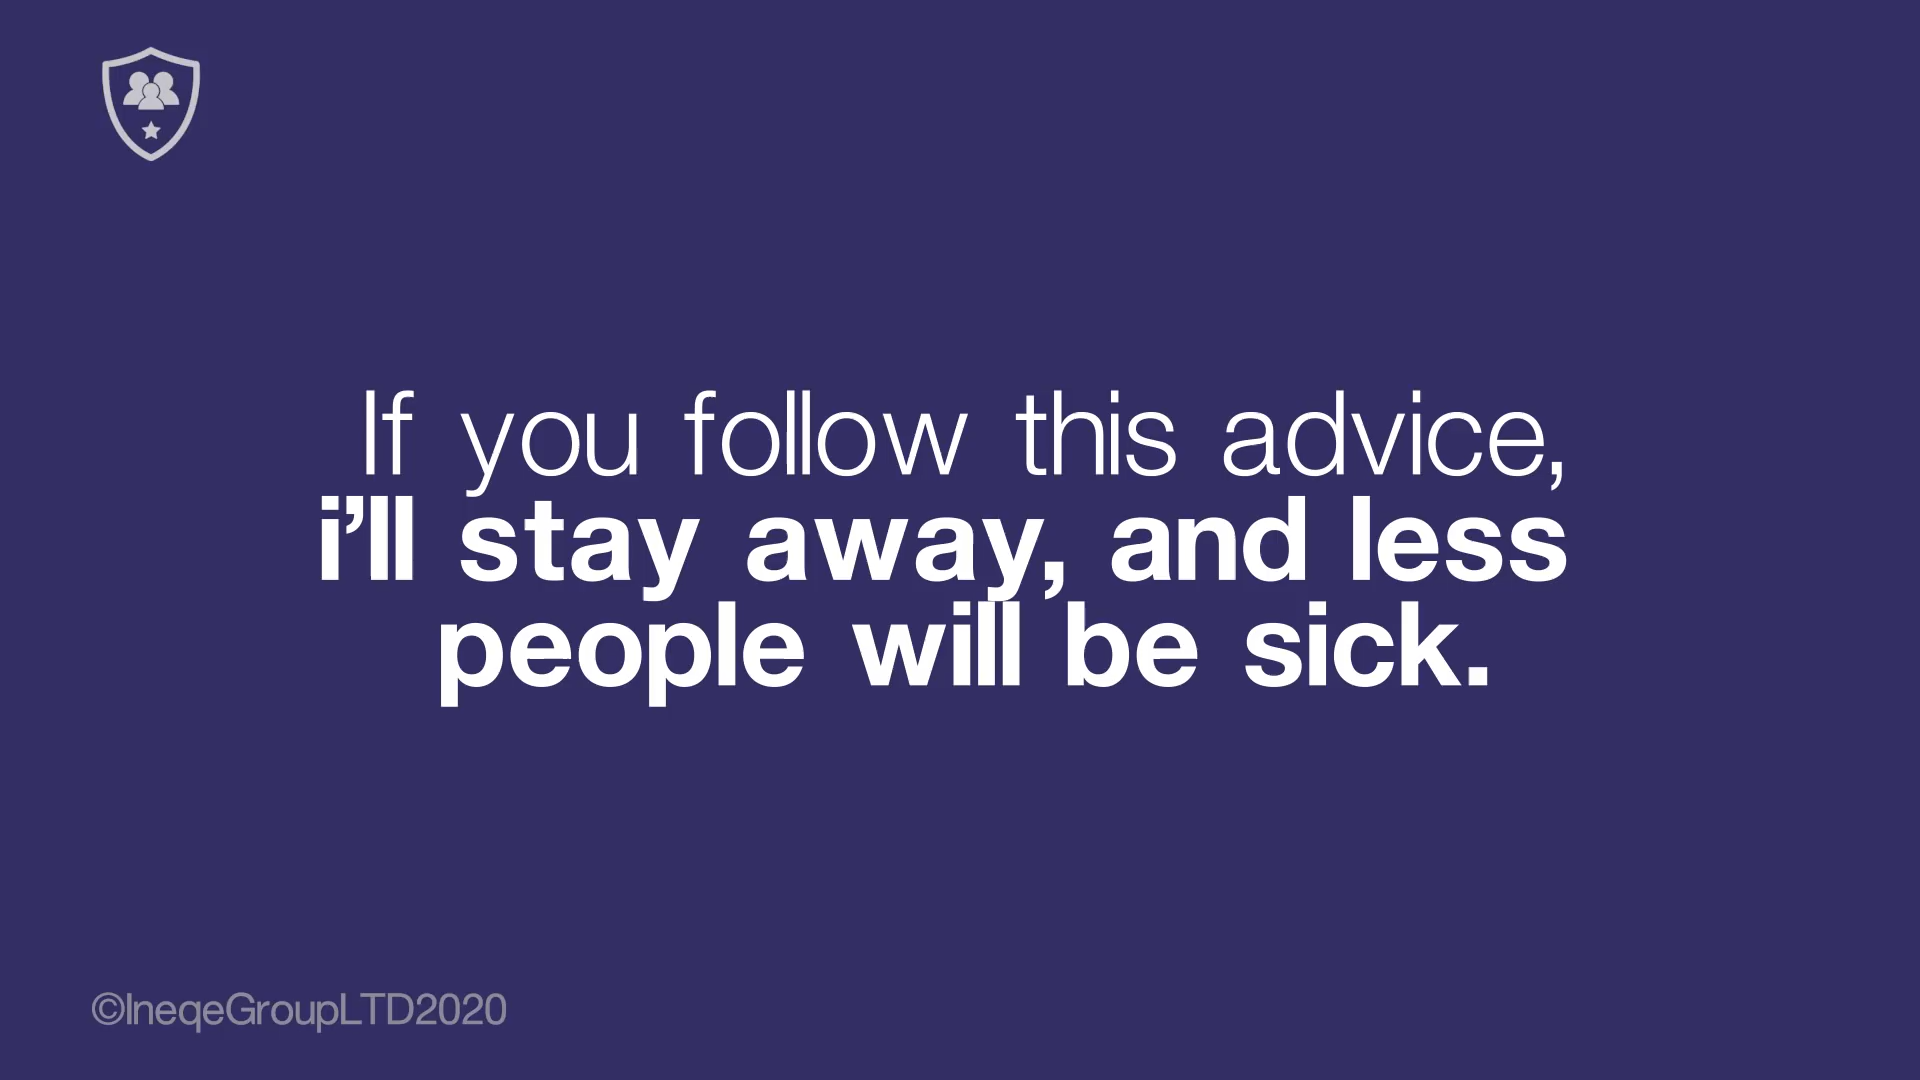 If you follow this advice,
i’ll stay away, and less
people will be sick.
©IneqeGroupLTD2020